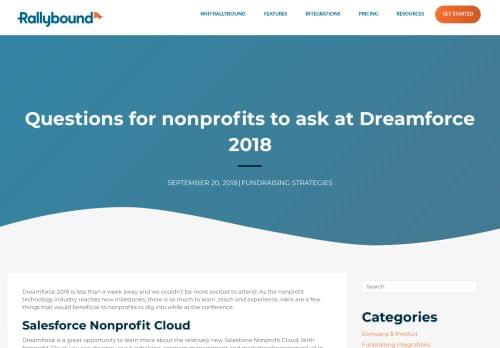 Rallybound
WHY RALLYBOUND
FEATURES
INTEGRATIONS
PRICING
RESOURCES
GET STARTED
Questions for nonprofits to ask at Dreamforce
2018
SEPTEMBER 20, 2018 | FUNDRAISING STRATEGIES
Dreamforce 2018 is less than a week away and we couldn't be more excited to attend. As the nonprofit
technology industry reaches new milestones, there is so much to learn, teach and experience. Here are a few
things that would beneficial to nonprofits to dig into while at the conference:
Salesforce Nonprofit Cloud
Dreamforce is a great opportunity to learn more about the relatively new Salesforce Nonprofit Cloud. With
Search
Categories
Company & Product
Fundraising Integrations